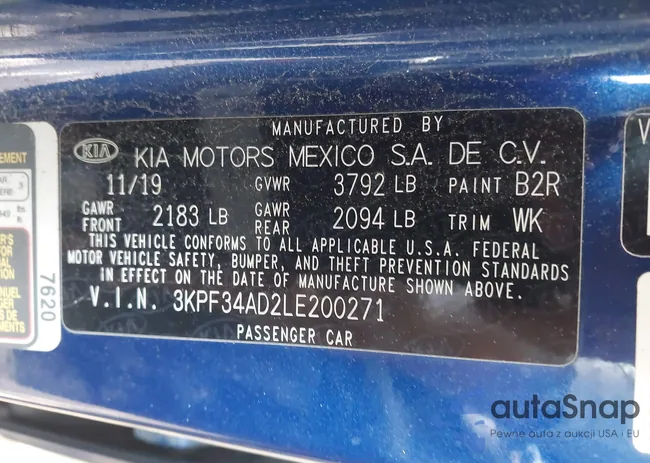 MANUFACTURED BY
KIA KIA MOTORS MEXICO S.A. DE C.V.
11/19 GVWR 3792 LB PAINT B2R
GAWR FRONT 2183 LB GAWR REAR 2094 LB TRIM WK
THIS VEHICLE CONFORMS TO ALL APPLICABLE U.S.A. FEDERAL
MOTOR VEHICLE SAFETY, BUMPER, AND THEFT PREVENTION STANDARDS
IN EFFECT ON THE DATE OF MANUFACTURE SHOWN ABOVE.
V.I.N. 3KPF34AD2LE200271
PASSENGER CAR
7620
autaSnap
Pewne auta z aukcji USA · EU